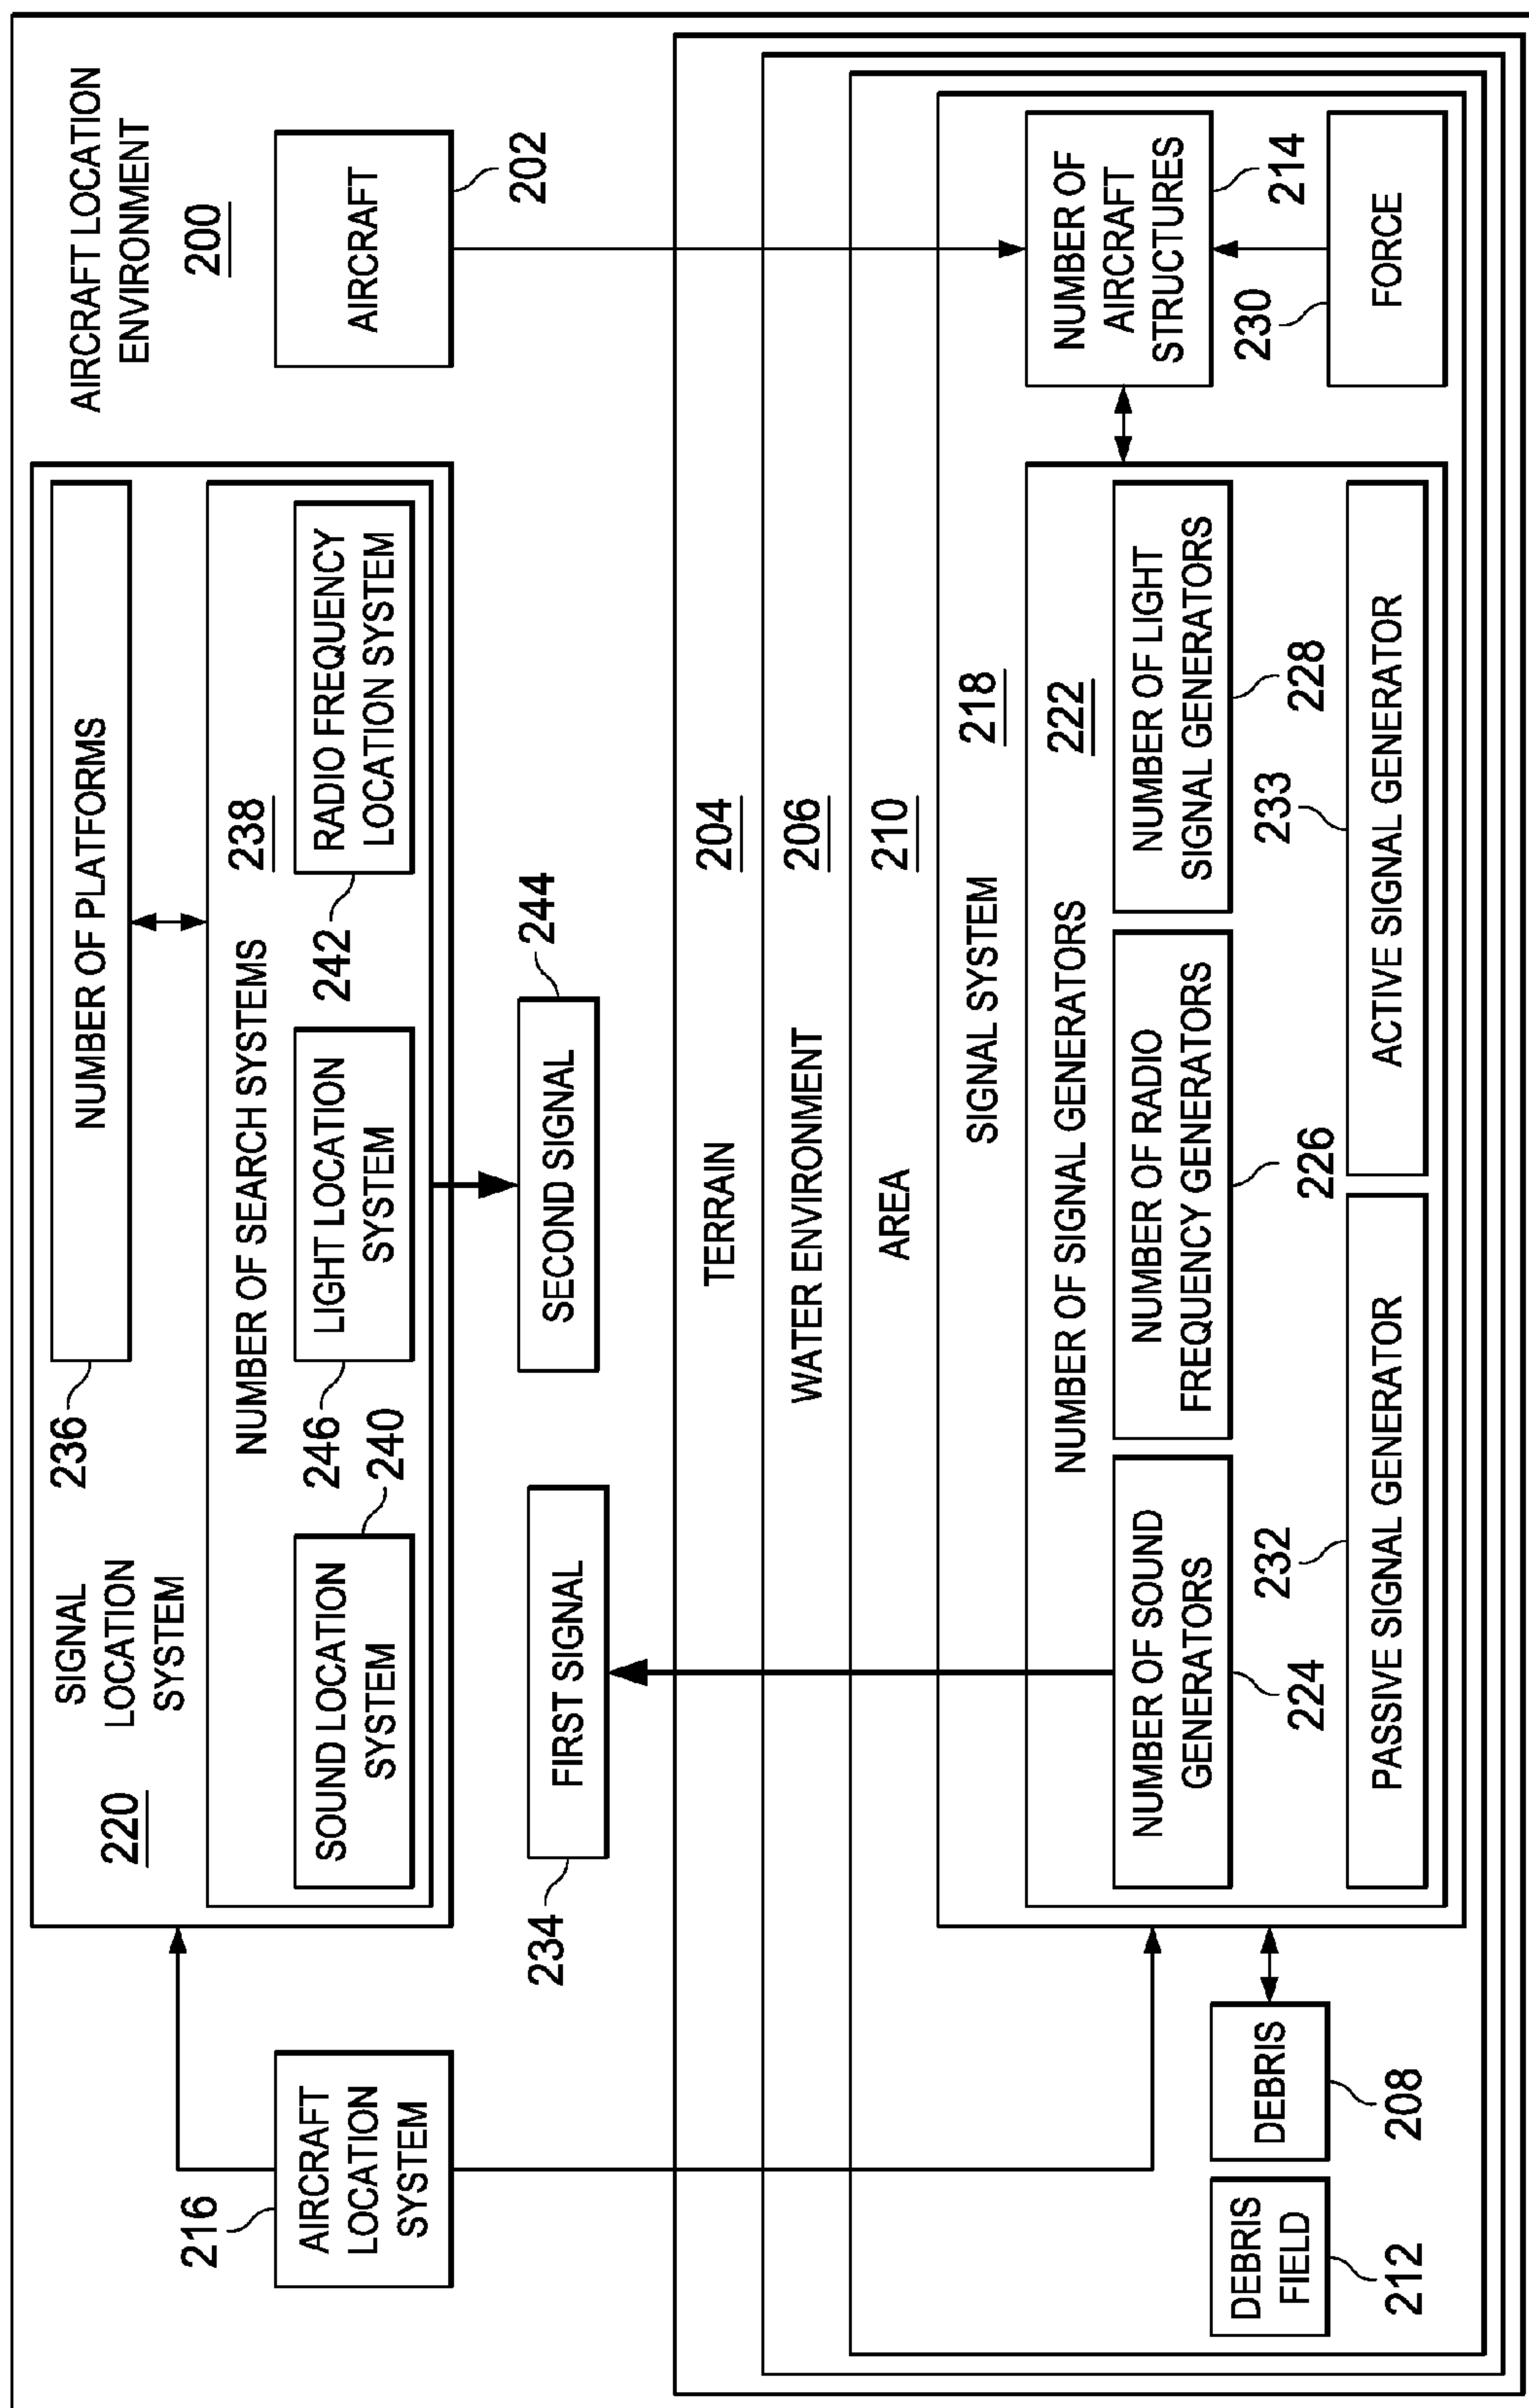 AIRCRAFT LOCATION
ENVIRONMENT
200
SIGNAL
LOCATION
SYSTEM
220
236
NUMBER OF PLATFORMS
NUMBER OF SEARCH SYSTEMS
238
SOUND LOCATION
SYSTEM
240
LIGHT LOCATION
SYSTEM
246
RADIO FREQUENCY
LOCATION SYSTEM
242
AIRCRAFT
202
216
AIRCRAFT
LOCATION
SYSTEM
FIRST SIGNAL
234
SECOND SIGNAL
244
TERRAIN
204
WATER ENVIRONMENT
206
AREA
210
SIGNAL SYSTEM
218
NUMBER OF SIGNAL GENERATORS
222
NUMBER OF SOUND
GENERATORS
224
NUMBER OF RADIO
FREQUENCY GENERATORS
226
NUMBER OF LIGHT
SIGNAL GENERATORS
228
232
PASSIVE SIGNAL GENERATOR
233
ACTIVE SIGNAL GENERATOR
NUMBER OF
AIRCRAFT
STRUCTURES
214
230
FORCE
DEBRIS
FIELD
212
DEBRIS
208